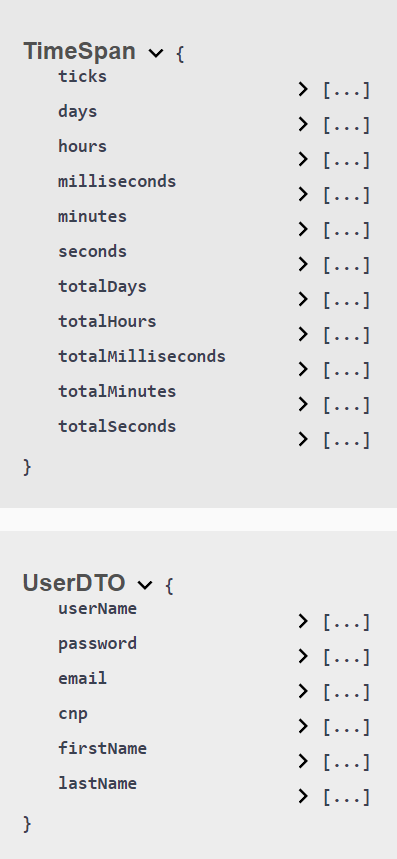 TimeSpan {
ticks [...]
days [...]
hours [...]
milliseconds [...]
minutes [...]
seconds [...]
totalDays [...]
totalHours [...]
totalMilliseconds [...]
totalMinutes [...]
totalSeconds [...]
}
UserDTO {
userName [...]
password [...]
email [...]
cnp [...]
firstName [...]
lastName [...]
}